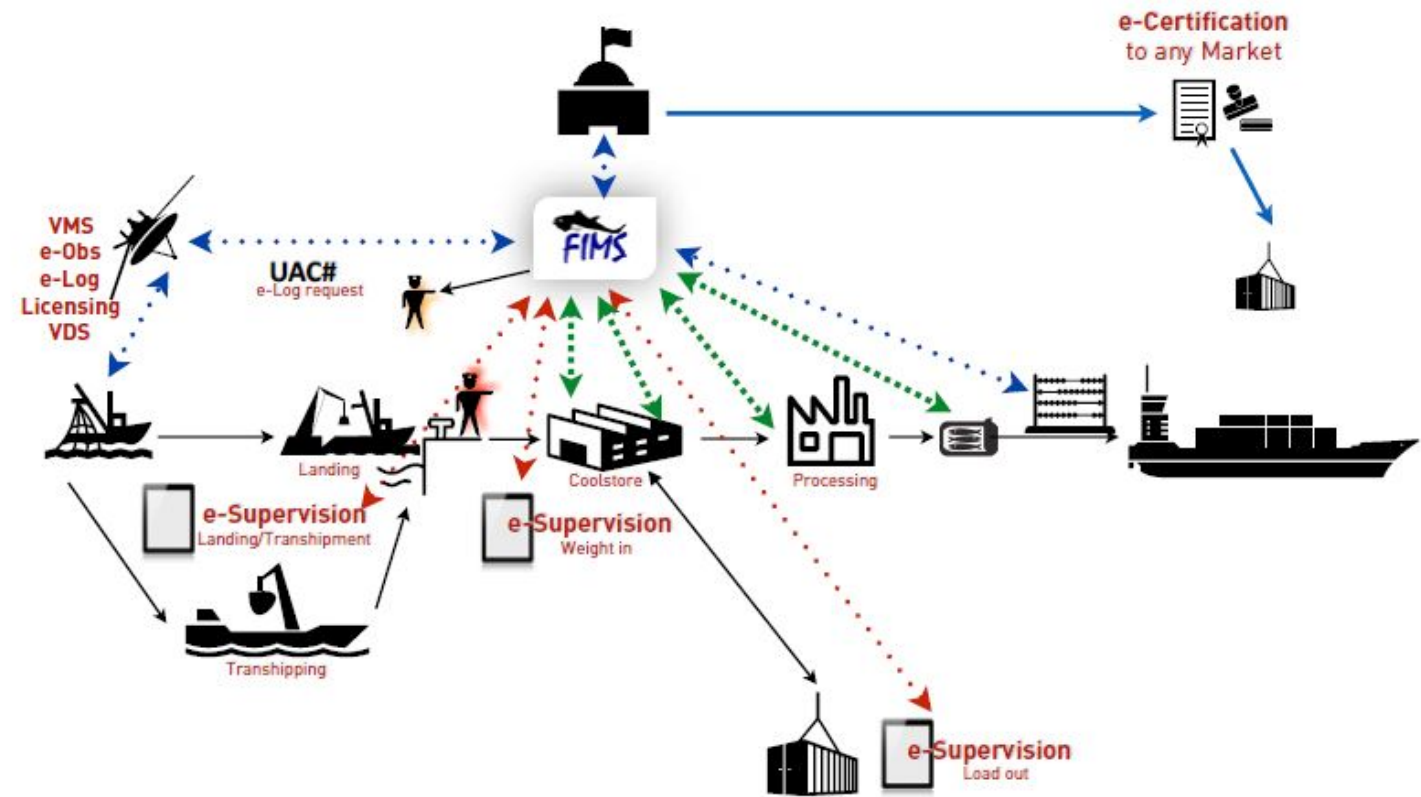 e-Certification
to any Market
FIMS
VMS
e-Obs
e-Log
Licensing
VDS
UAC#
e-Log request
Landing
Coolstore
Processing
e-Supervision
Landing/Transhipment
e-Supervision
Weight in
Transhipping
e-Supervision
Load out